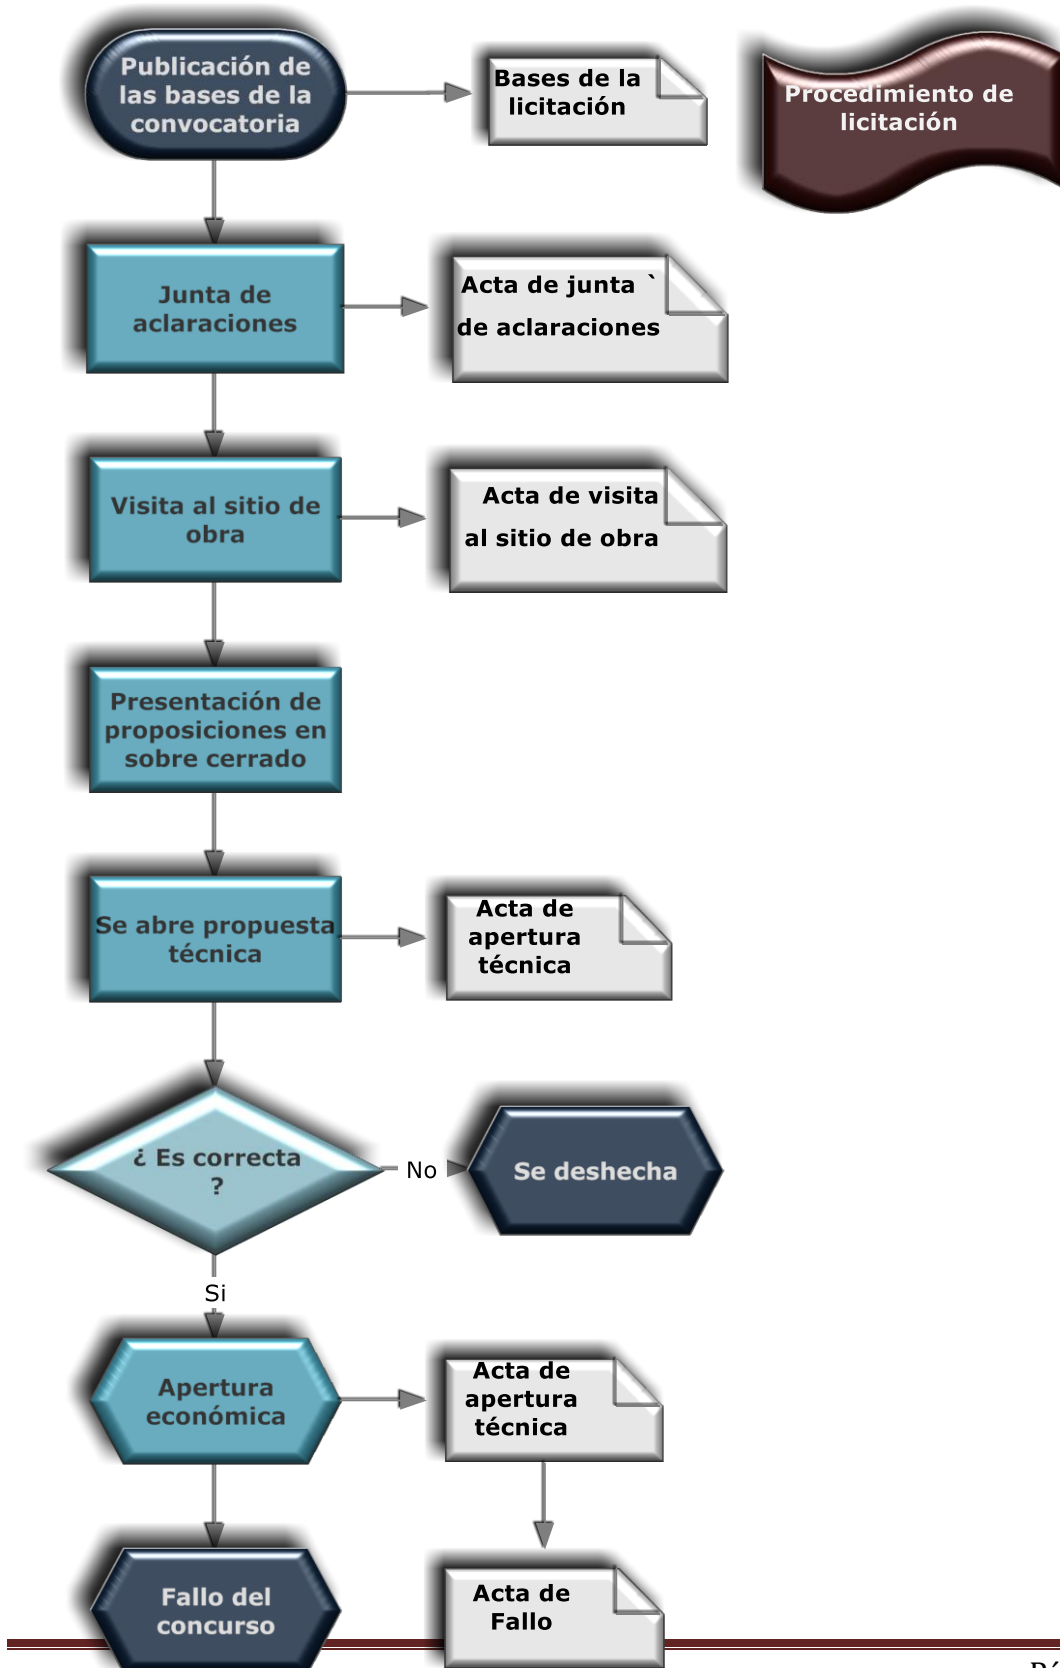 Publicación de
las bases de la
convocatoria
Bases de la
licitación
Procedimiento de
licitación
Junta de
aclaraciones
Acta de junta `
de aclaraciones
Visita al sitio de
obra
Acta de visita
al sitio de obra
Presentación de
proposiciones en
sobre cerrado
Se abre propuesta
técnica
Acta de
apertura
técnica
¿ Es correcta
?
No
Se deshecha
Si
Apertura
económica
Acta de
apertura
técnica
Fallo del
concurso
Acta de
Fallo